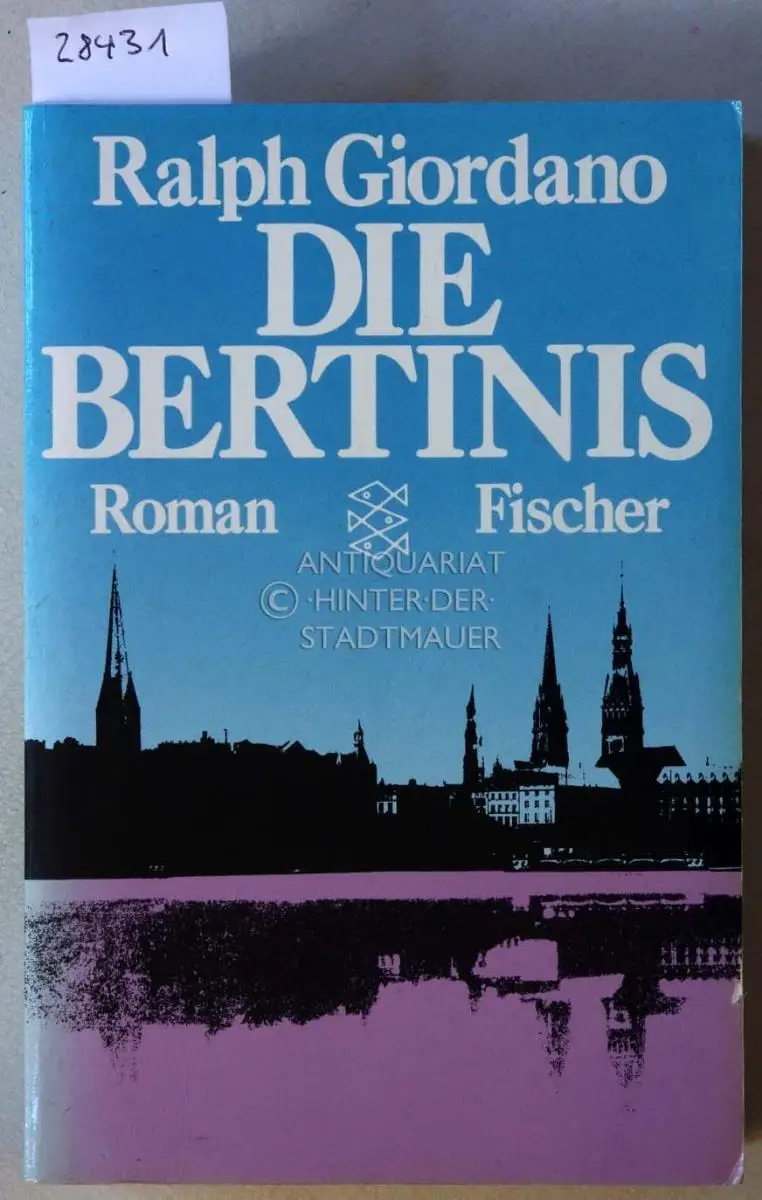 28431
Ralph Giordano
DIE
BERTINIS
Roman Fischer
ANTIQUARIAT
© ·HINTER·DER·
STADTMAUER